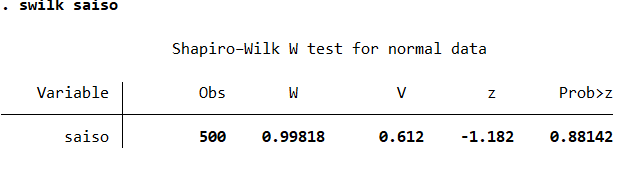 . swilk saiso
Shapiro–Wilk W test for normal data
Variable Obs W V z Prob>z
saiso 500 0.99818 0.612 -1.182 0.88142